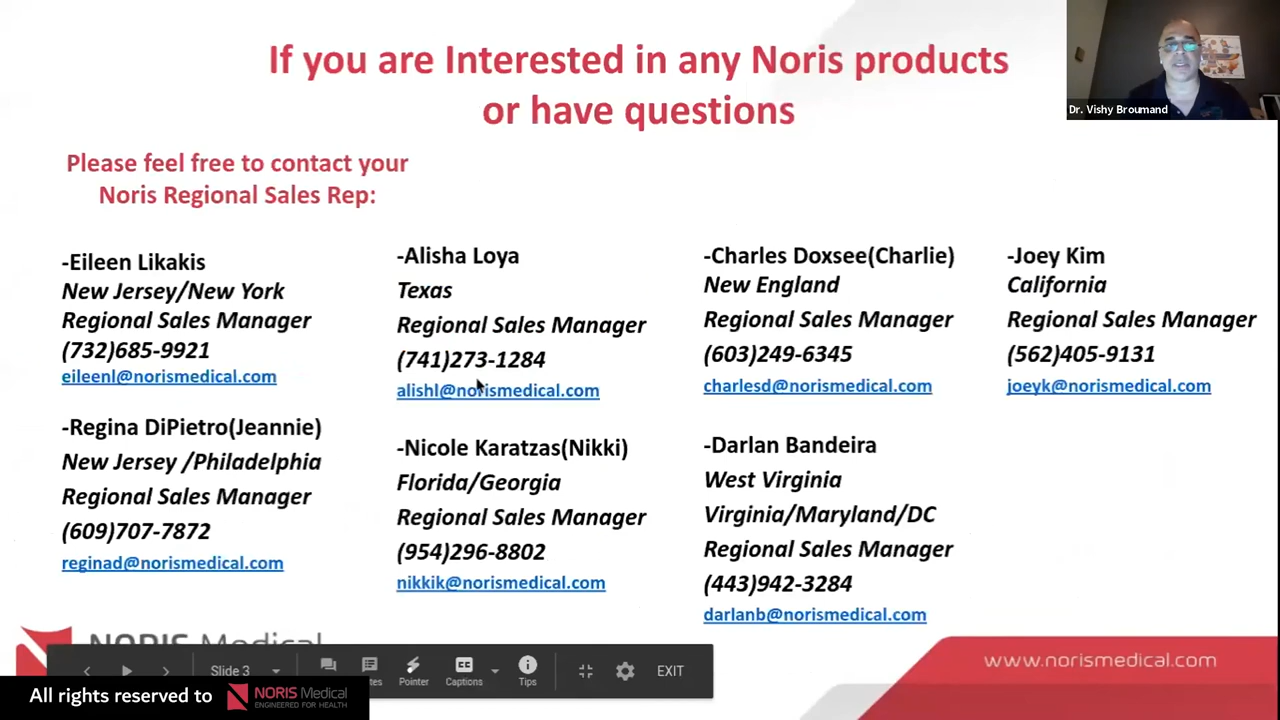 If you are Interested in any Noris products
or have questions
Dr. Vishy Broumand
Please feel free to contact your
Noris Regional Sales Rep:
-Eileen Likakis
New Jersey/New York
Regional Sales Manager
(732)685-9921
eileenl@norismedical.com
-Regina DiPietro(Jeannie)
New Jersey /Philadelphia
Regional Sales Manager
(609)707-7872
reginad@norismedical.com
-Alisha Loya
Texas
Regional Sales Manager
(741)273-1284
alishl@norismedical.com
-Nicole Karatzas(Nikki)
Florida/Georgia
Regional Sales Manager
(954)296-8802
nikkik@norismedical.com
-Charles Doxsee(Charlie)
New England
Regional Sales Manager
(603)249-6345
charlesd@norismedical.com
-Darlan Bandeira
West Virginia
Virginia/Maryland/DC
Regional Sales Manager
(443)942-3284
darlanb@norismedical.com
-Joey Kim
California
Regional Sales Manager
(562)405-9131
joeyk@norismedical.com
NORIS Medical
www.norismedical.com
Slide 3
Pointer
Captions
Tips
EXIT
All rights reserved to
NORIS Medical
ENGINEERED FOR HEALTH